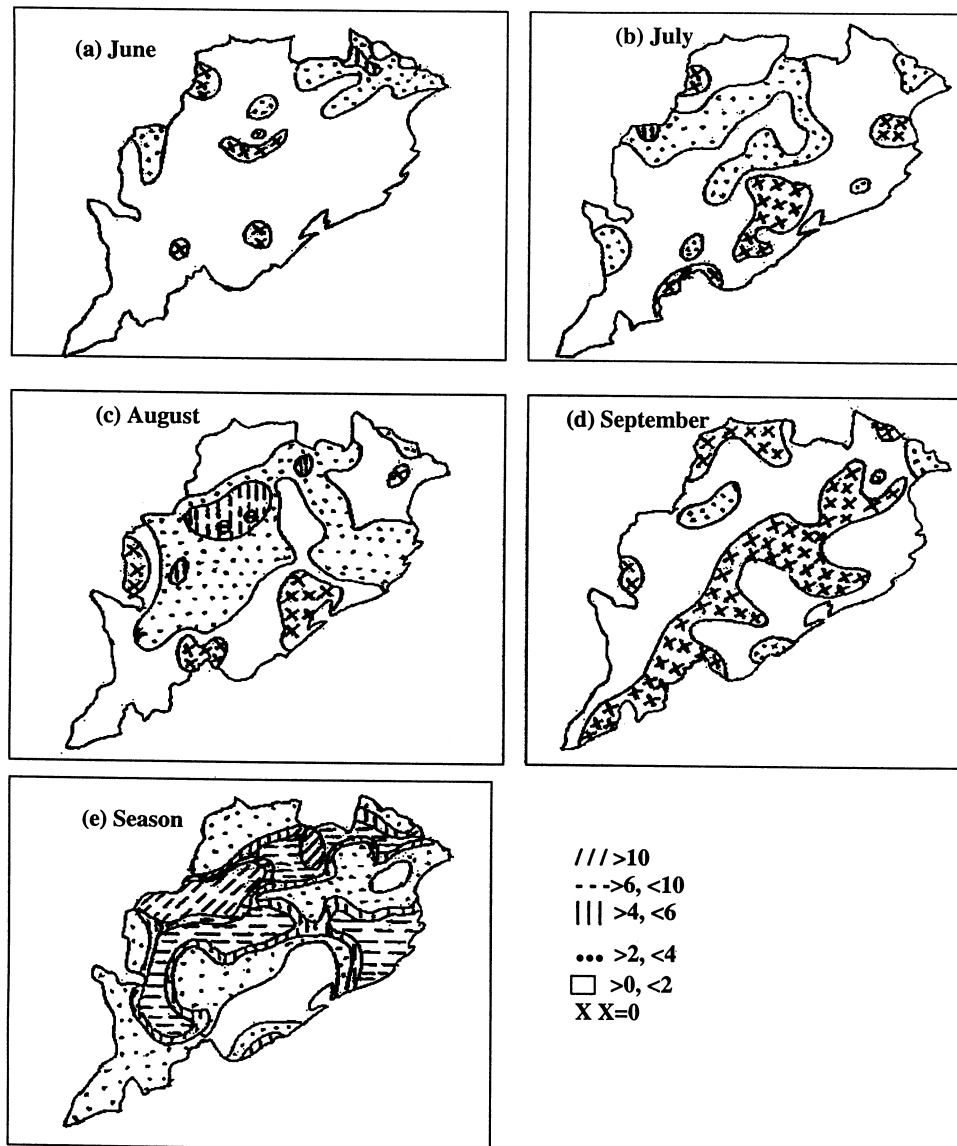 (a) June
(b) July
(c) August
(d) September
(e) Season
/ / / >10
- - - >6, <10
||| >4, <6
••• >2, <4
□ >0, <2
X X=0